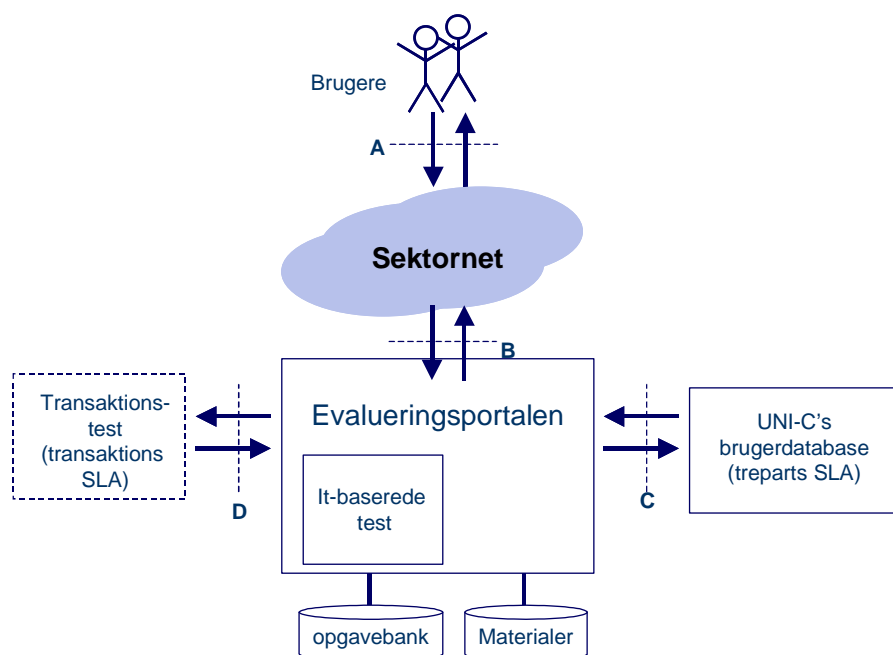 Brugere
A
Sektornet
B
Transaktions-
test
(transaktions
SLA)
D
Evalueringsportalen
It-baserede
test
C
UNI-C's
brugerdatabase
(treparts SLA)
opgavebank
Materialer